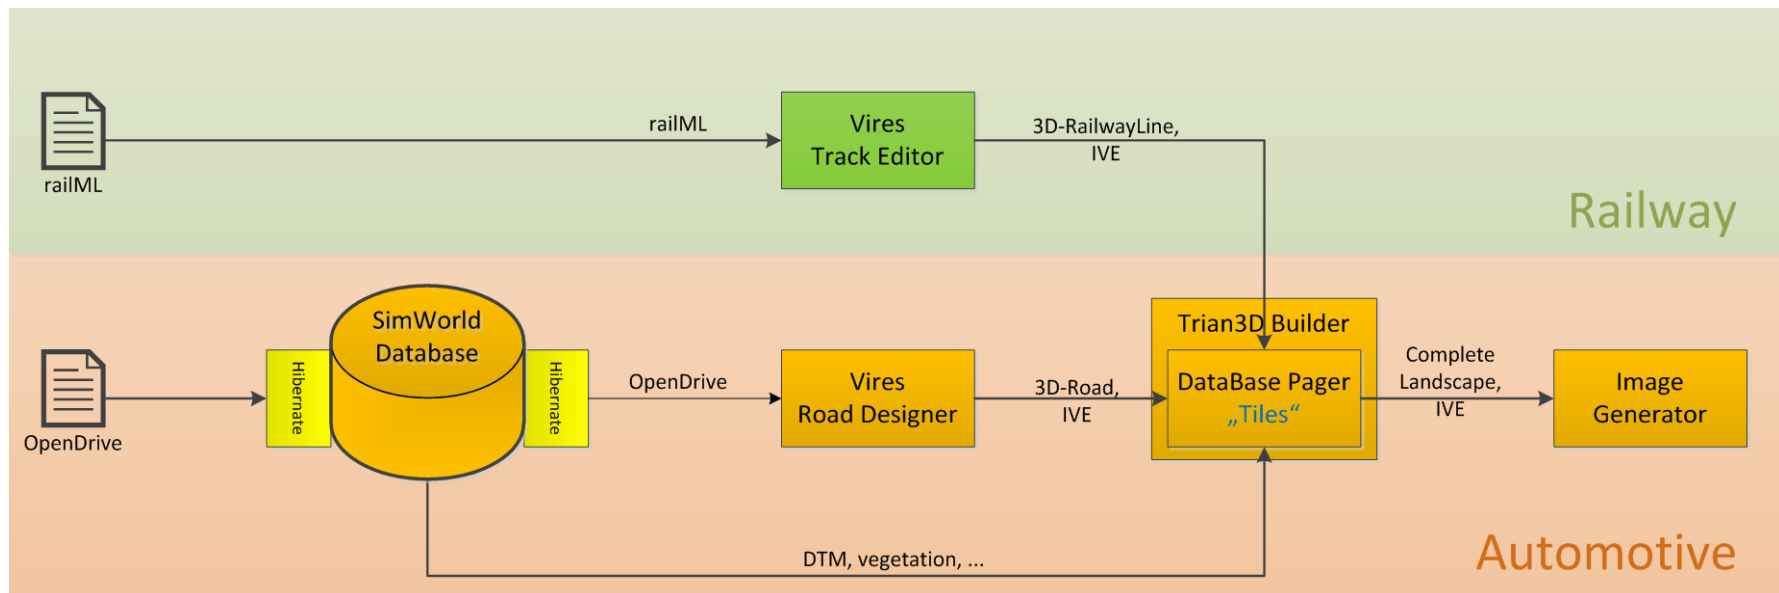 railML
railML
Vires
Track Editor
3D-RailwayLine,
IVE
Railway
OpenDrive
Hibernate
SimWorld
Database
Hibernate
OpenDrive
Vires
Road Designer
3D-Road,
IVE
Trian3D Builder
DataBase Pager
„Tiles“
Complete
Landscape,
IVE
Image
Generator
DTM, vegetation, ...
Automotive